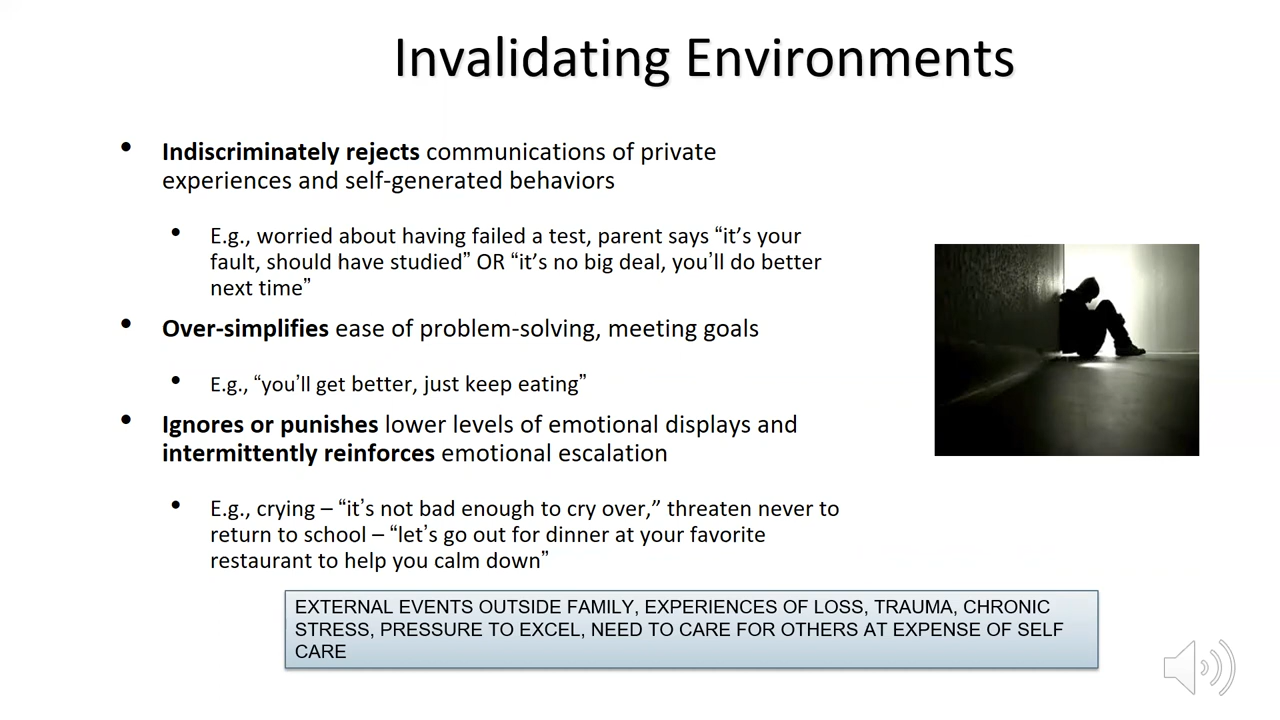 Invalidating Environments
• Indiscriminately rejects communications of private
experiences and self-generated behaviors
• E.g., worried about having failed a test, parent says “it’s your
fault, should have studied” OR “it’s no big deal, you’ll do better
next time”
• Over-simplifies ease of problem-solving, meeting goals
• E.g., “you’ll get better, just keep eating”
• Ignores or punishes lower levels of emotional displays and
intermittently reinforces emotional escalation
• E.g., crying – “it’s not bad enough to cry over,” threaten never to
return to school – “let’s go out for dinner at your favorite
restaurant to help you calm down”
EXTERNAL EVENTS OUTSIDE FAMILY, EXPERIENCES OF LOSS, TRAUMA, CHRONIC
STRESS, PRESSURE TO EXCEL, NEED TO CARE FOR OTHERS AT EXPENSE OF SELF
CARE